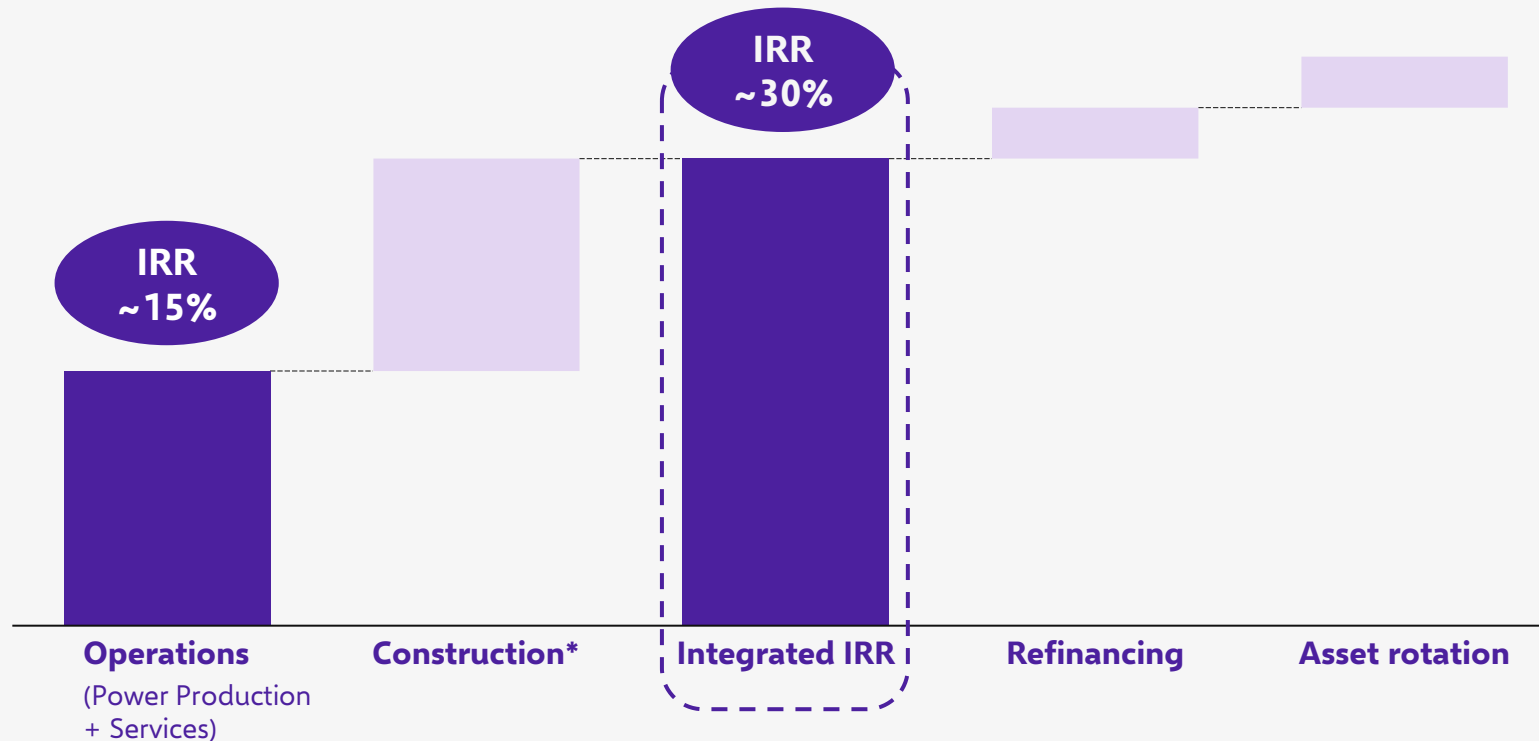 IRR
~30%
IRR
~15%
Operations
(Power Production
+ Services)
Construction*
Integrated IRR
Refinancing
Asset rotation